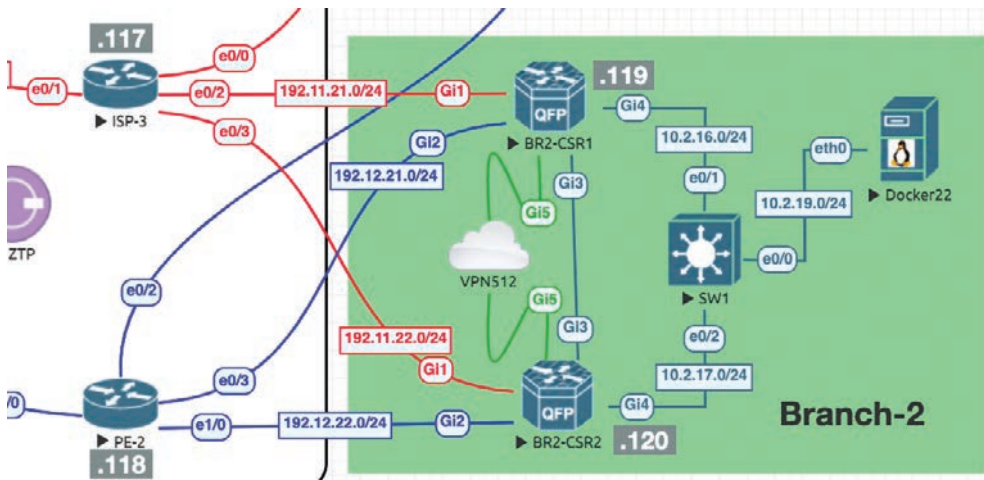 .117
e0/0
e0/1
e0/2
192.11.21.0/24
Gi1
ISP-3
e0/3
QFP
.119
BR2-CSR1
Gi4
Gi2
192.12.21.0/24
10.2.16.0/24
eth0
Docker22
Gi3
e0/1
10.2.19.0/24
Gi5
ZTP
VPN512
e0/0
SW1
e0/2
Gi5
Gi3
e0/2
192.11.22.0/24
Gi1
10.2.17.0/24
e0/3
/0
PE-2
.118
e1/0
192.12.22.0/24
Gi2
QFP
BR2-CSR2
Gi4
.120
Branch-2